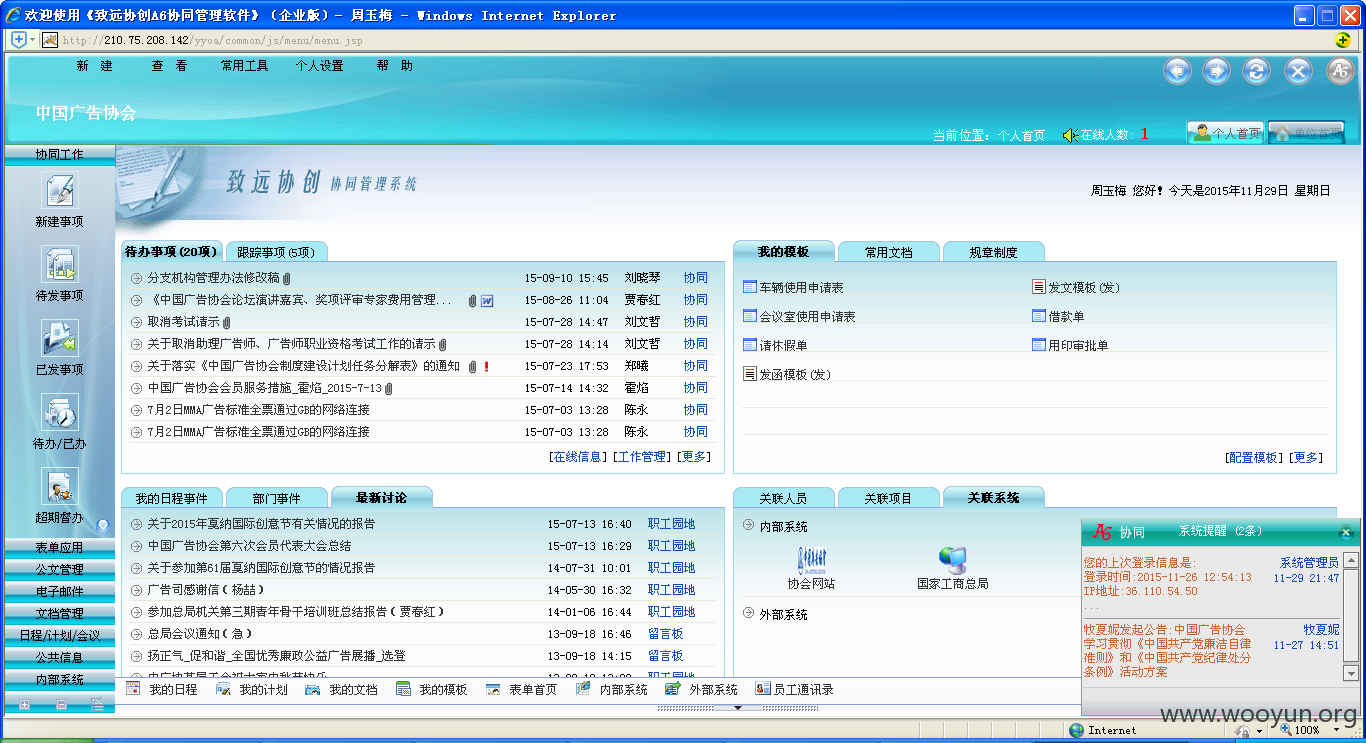 欢迎使用《致远协创A6协同管理软件》（企业版）- 周玉梅 - Windows Internet Explorer
http://210.75.208.142/yyoa/common/js/menu/menu.jsp
新 建 查 看 常用工具 个人设置 帮 助
中国广告协会
当前位置: 个人首页 在线人数: 1 个人首页 单位首页
协同工作
新建事项
待发事项
已发事项
待办/已办
超期督办
表单应用
公文管理
电子邮件
文档管理
日程/计划/会议
公共信息
内部系统
致远协创 协同管理系统
周玉梅 您好! 今天是2015年11月29日 星期日
待办事项(20项) 跟踪事项(5项)
分支机构管理办法修改稿 15-09-10 15:45 刘晓琴 协同
《中国广告协会论坛演讲嘉宾、奖项评审专家费用管理... 15-08-26 11:04 贾春红 协同
取消考试请示 15-07-28 14:47 刘文哲 协同
关于取消助理广告师、广告师职业资格考试工作的请示 15-07-28 14:14 刘文哲 协同
关于落实《中国广告协会制度建设计划任务分解表》的通知 15-07-23 17:53 郑曦 协同
中国广告协会会员服务措施_霍焰_2015-7-13 15-07-14 14:32 霍焰 协同
7月2日MMA广告标准全票通过GB的网络连接 15-07-03 13:28 陈永 协同
7月2日MMA广告标准全票通过GB的网络连接 15-07-03 13:28 陈永 协同
[在线信息] [工作管理] [更多]
我的模板 常用文档 规章制度
车辆使用申请表 发文模板(发)
会议室使用申请表 借款单
请休假单 用印审批单
发函模板(发)
[配置模板] [更多]
我的日程事件 部门事件 最新讨论
关于2015年戛纳国际创意节有关情况的报告 15-07-13 16:40 职工园地
中国广告协会第六次会员代表大会总结 15-07-13 16:29 职工园地
关于参加第61届戛纳国际创意节的情况报告 14-07-31 10:01 职工园地
广告司感谢信(杨喆) 14-05-30 16:32 职工园地
参加总局机关第三期青年骨干培训班总结报告(贾春红) 14-01-06 16:44 职工园地
总局会议通知(急) 13-09-18 16:46 留言板
扬正气_促和谐_全国优秀廉政公益广告展播_选登 13-09-18 14:15 留言板
关联人员 关联项目 关联系统
内部系统
协会网站 国家工商总局
外部系统
A6 协同 系统提醒 (2条)
您的上次登录信息是: 系统管理员
登录时间:2015-11-26 12:54:13 11-29 21:47
IP地址:36.110.54.50
...
牧夏妮发起公告:中国广告协会 牧夏妮
学习贯彻《中国共产党廉洁自律 11-27 14:51
准则》和《中国共产党纪律处分
条例》活动方案
我的日程 我的计划 我的文档 我的模板 表单首页 内部系统 外部系统 员工通讯录
www.wooyun.org
Internet 100%